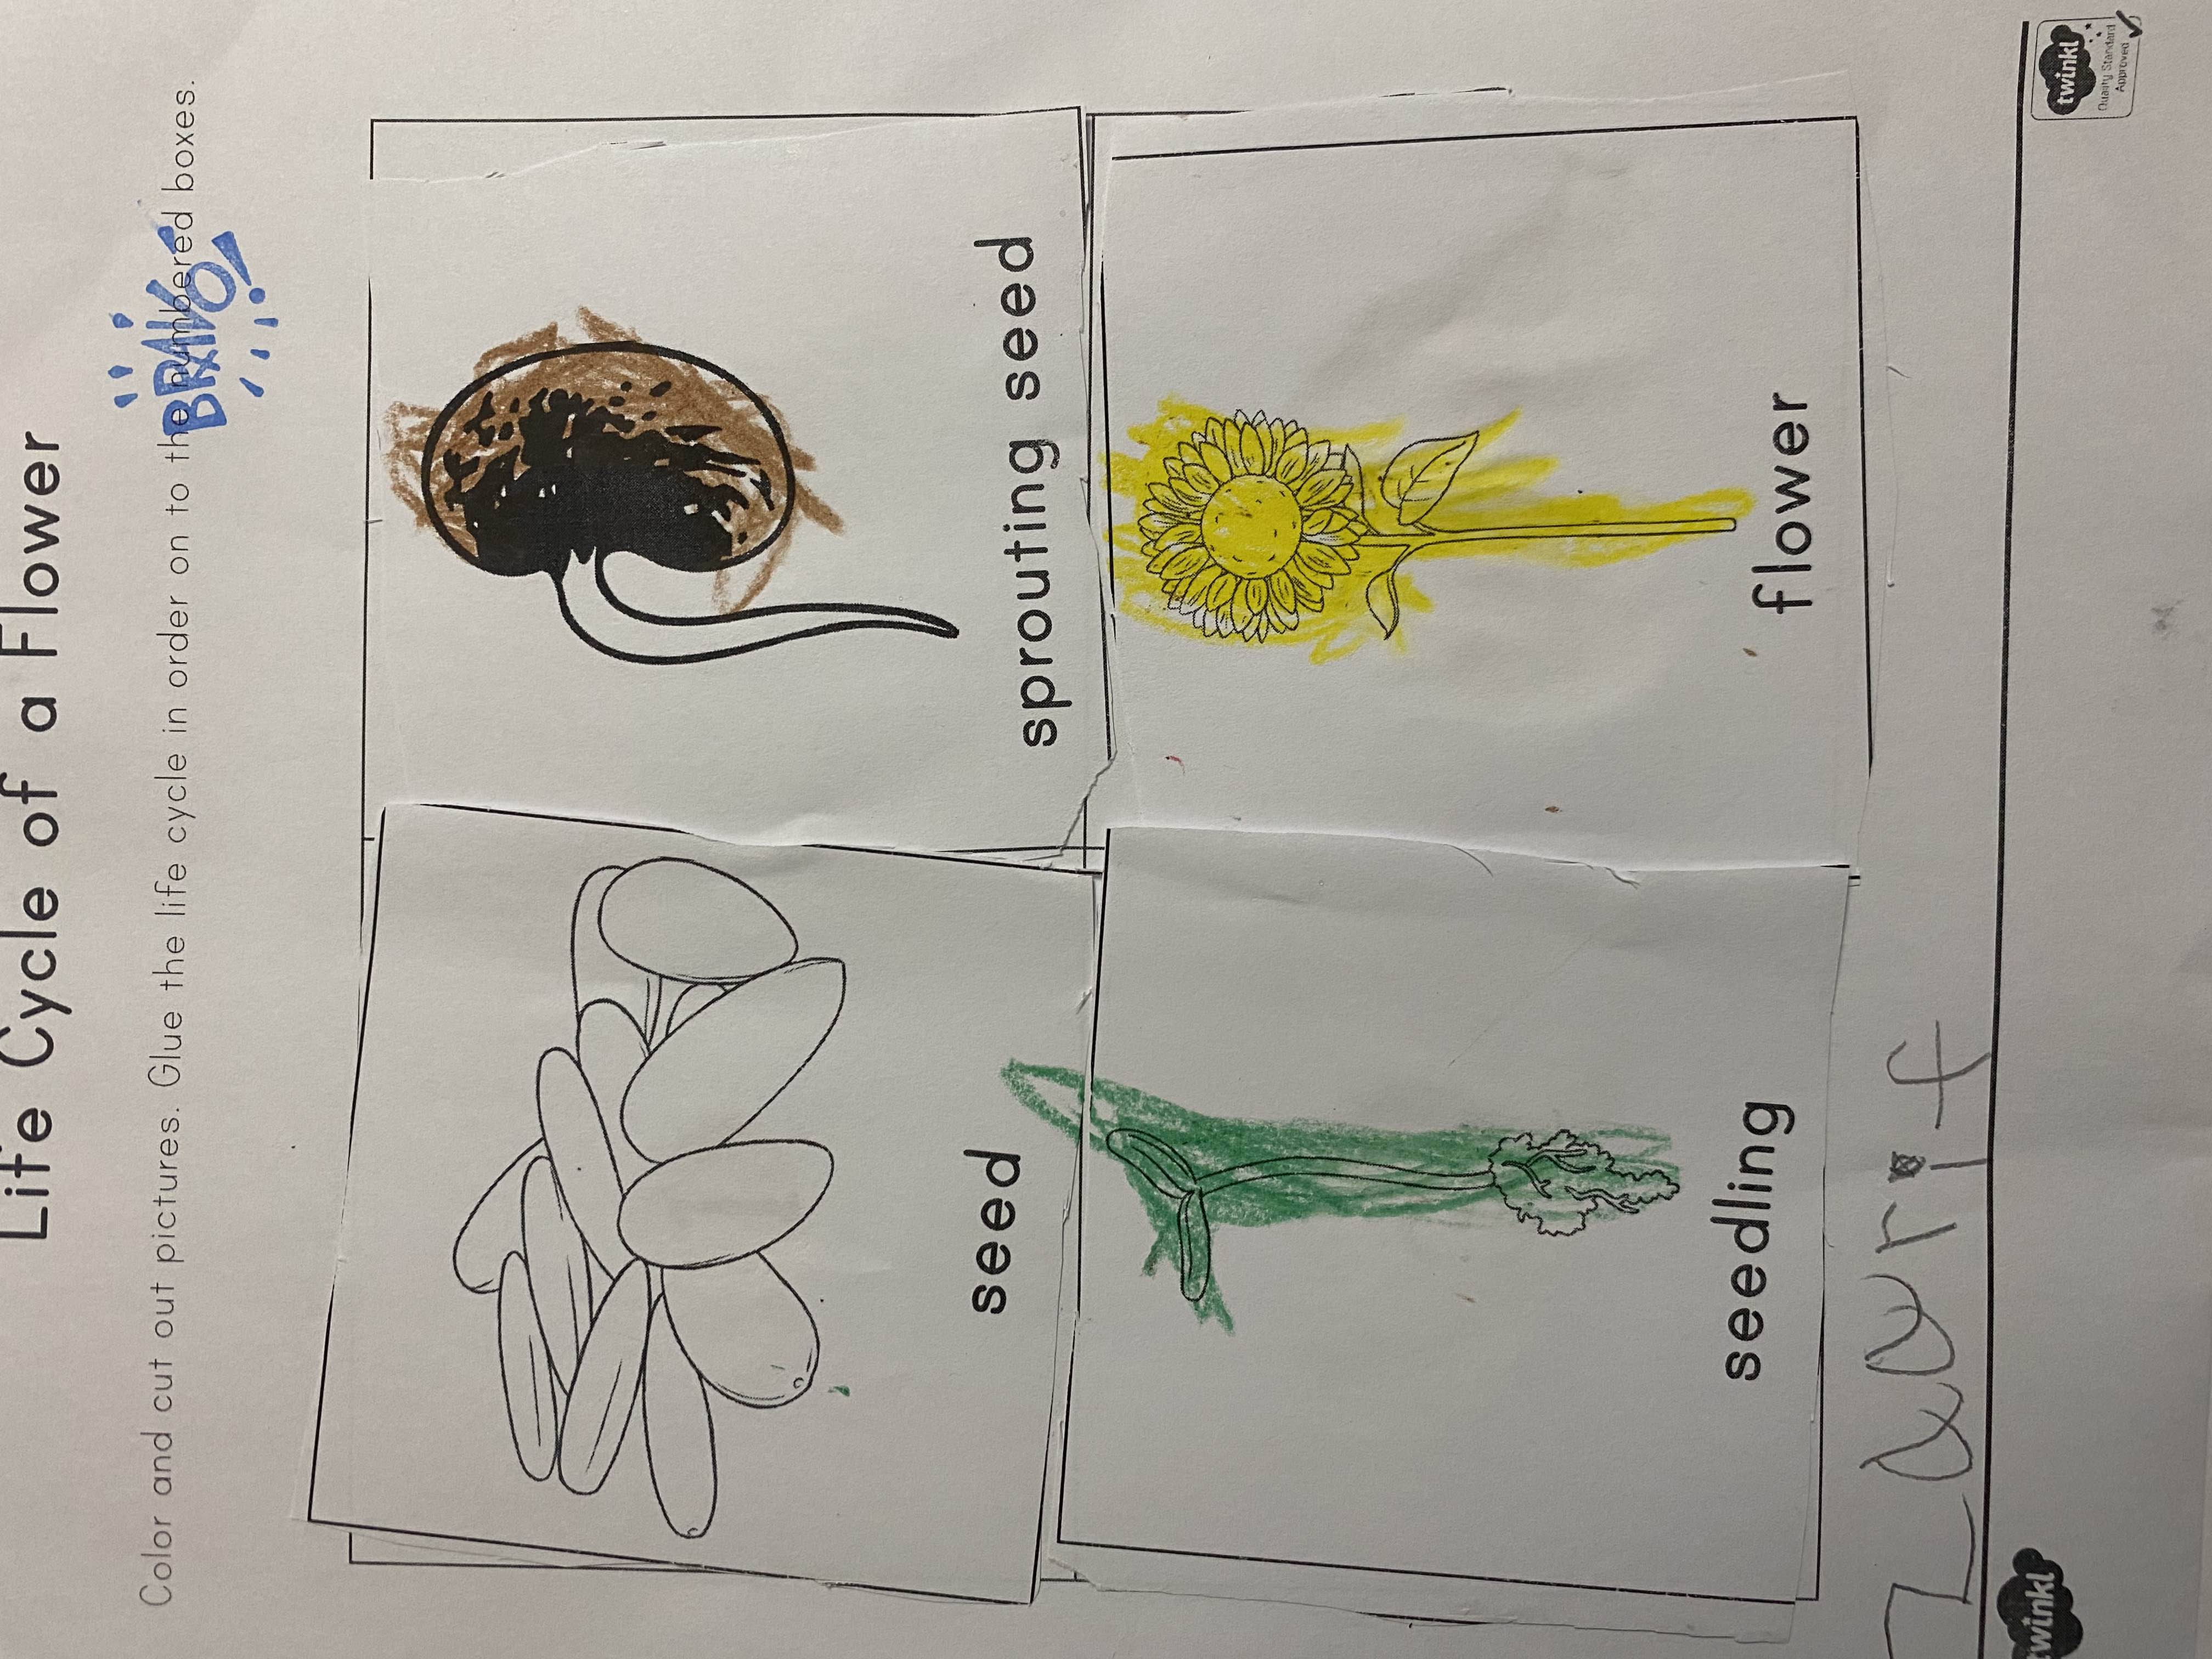 Life Cycle of a Flower
Color and cut out pictures. Glue the life cycle in order on to the numbered boxes.
BRAVO!
seed
sprouting seed
seedling
flower
Zaarif
twinkl
twinkl
Quality Standard
Approved